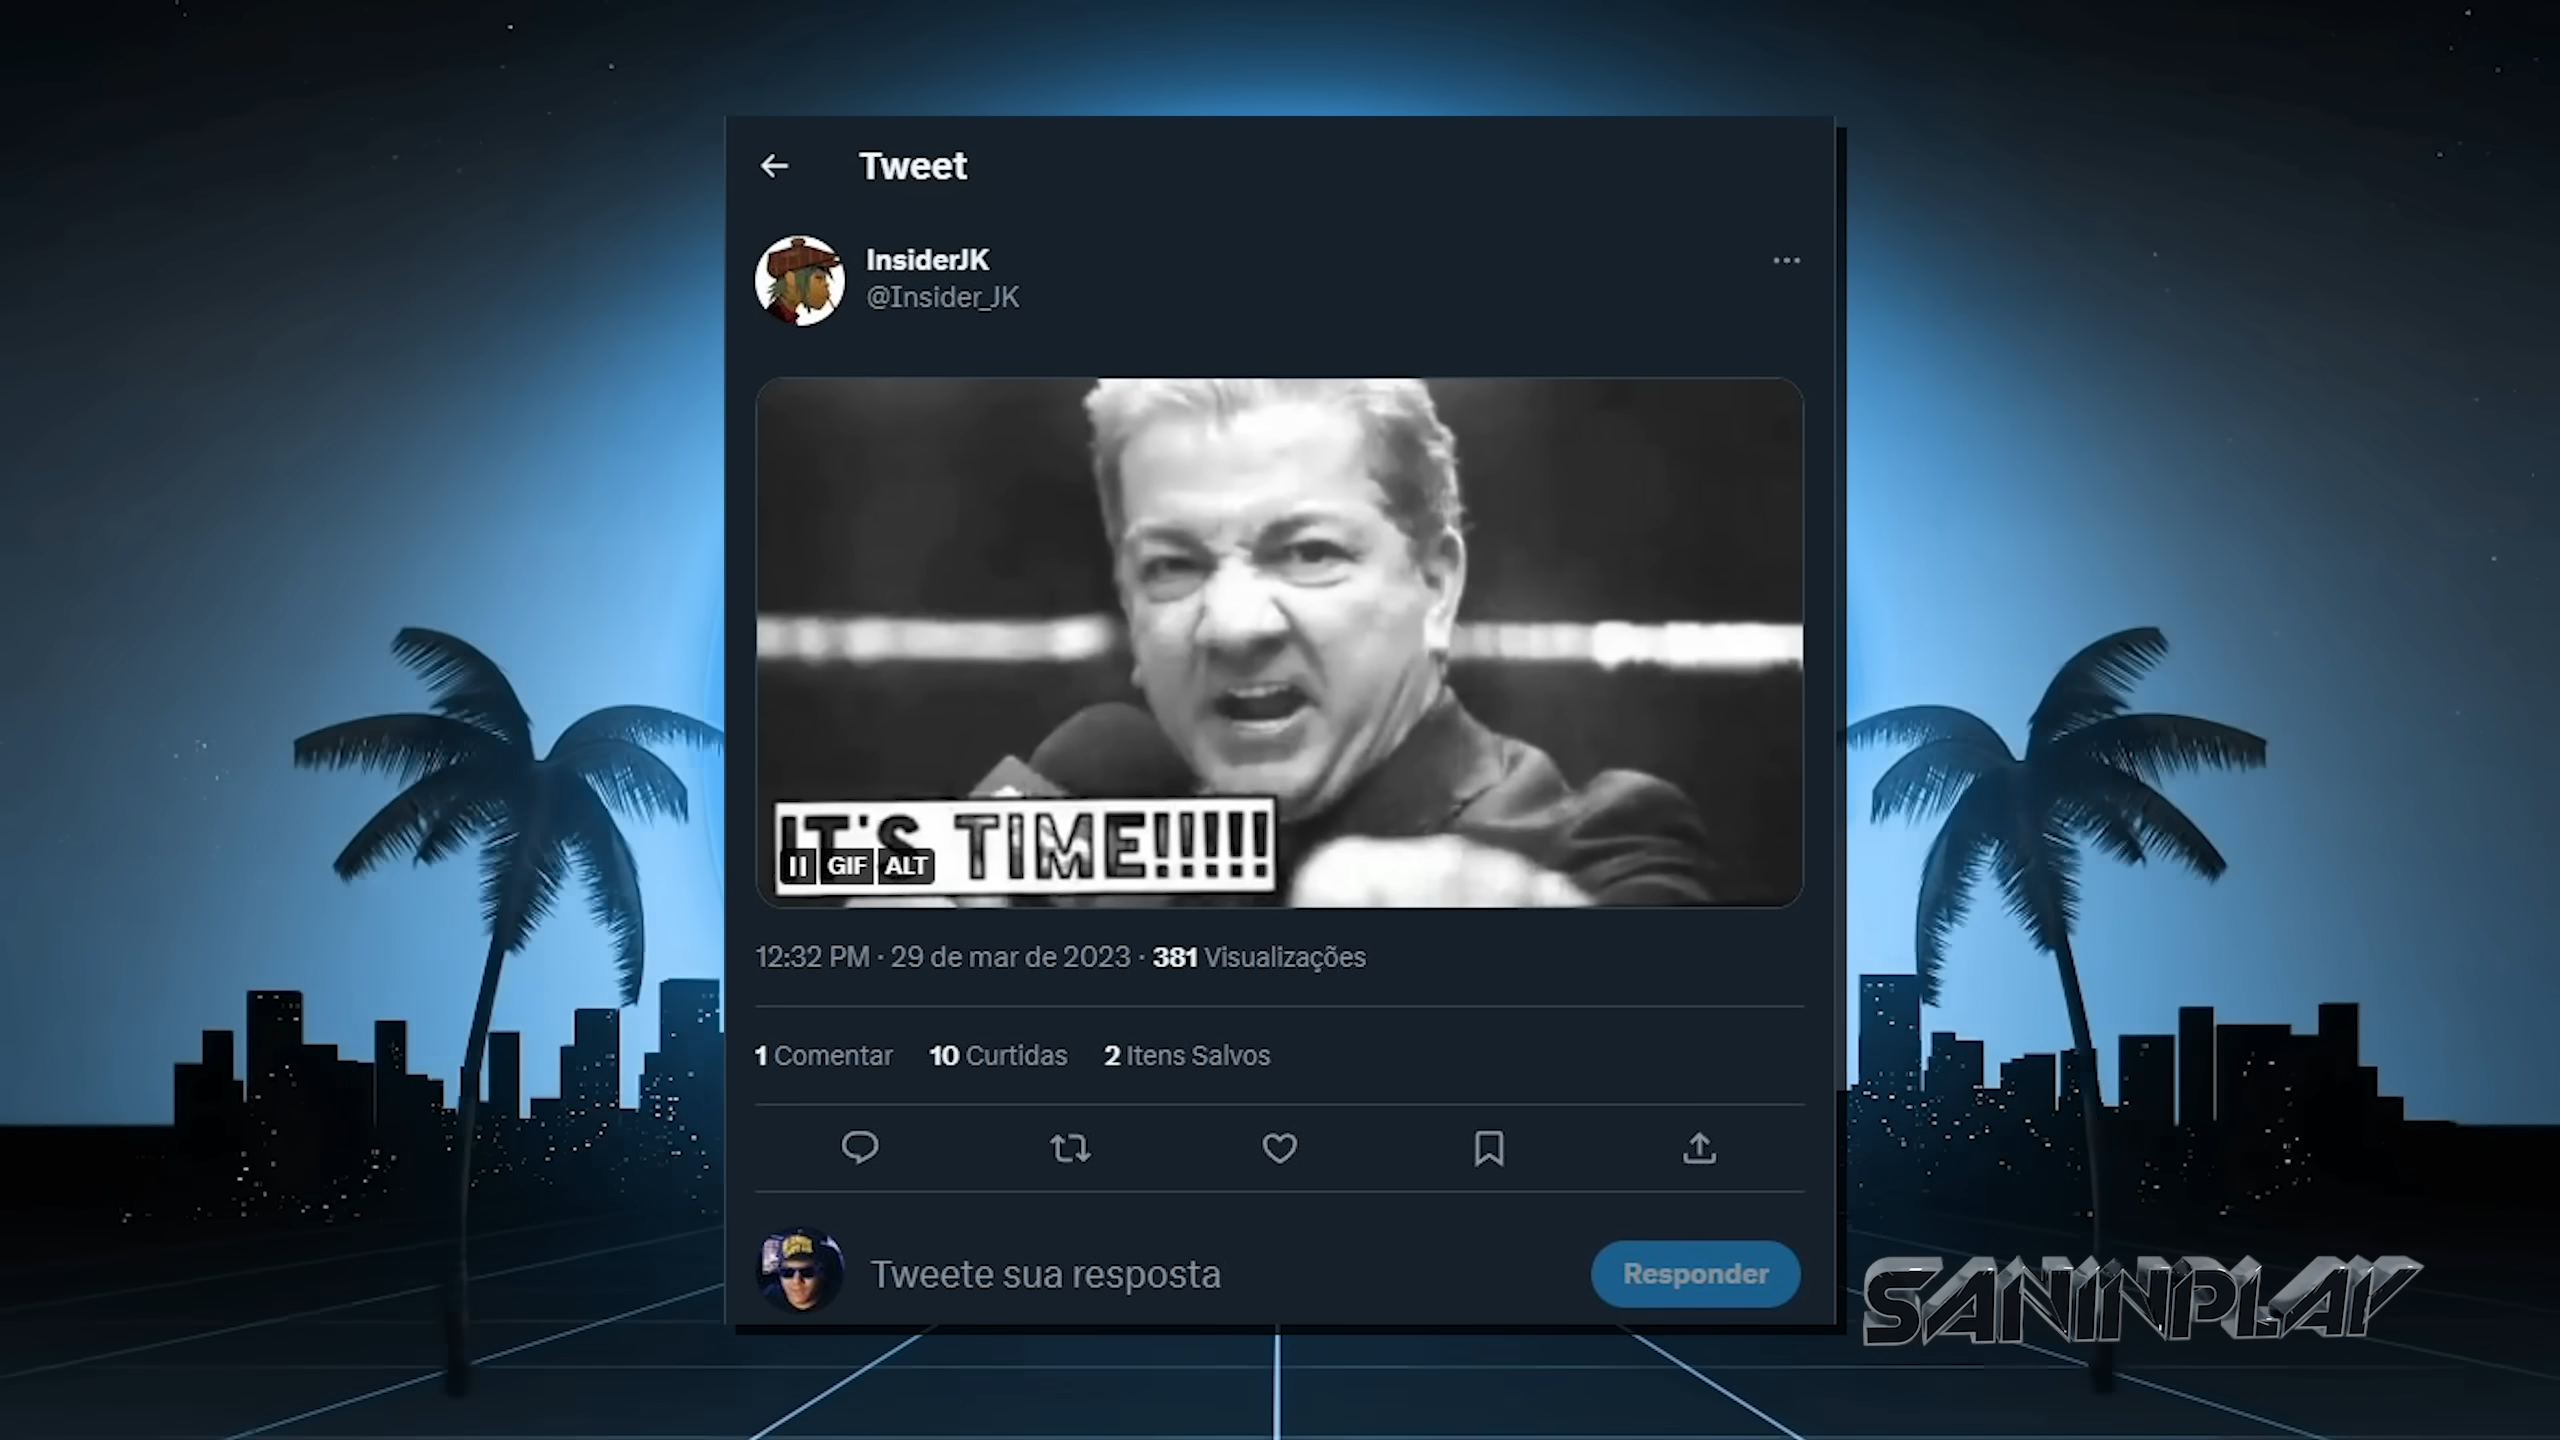 Tweet
InsiderJK
@Insider_JK
IT'S TIME!!!!!
GIF ALT
12:32 PM · 29 de mar de 2023 · 381 Visualizações
1 Comentar 10 Curtidas 2 Itens Salvos
Tweete sua resposta
Responder
SANINPLAY